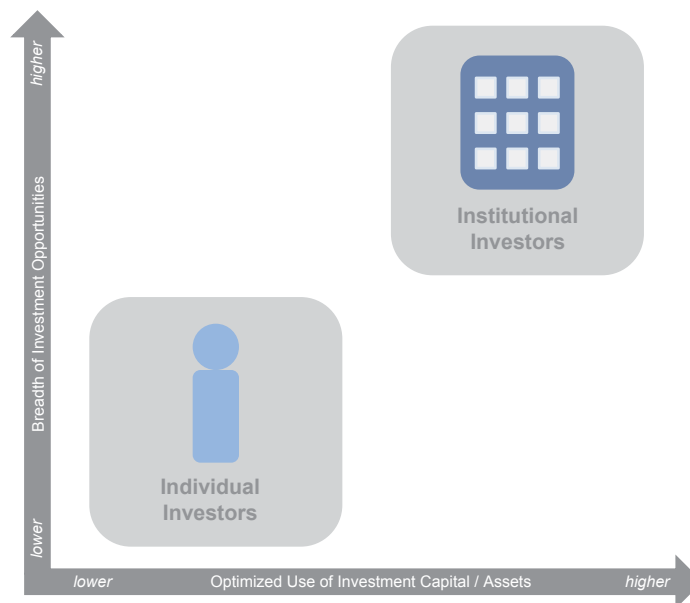 higher
Breadth of Investment Opportunities
lower
Institutional
Investors
Individual
Investors
lower
Optimized Use of Investment Capital / Assets
higher